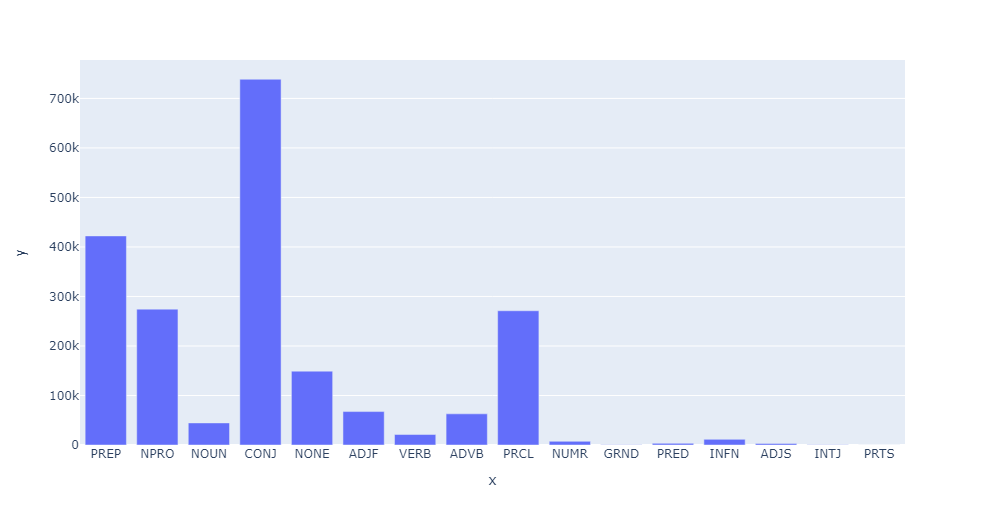 700k
600k
500k
400k
300k
200k
100k
0
y
PREP NPRO NOUN CONJ NONE ADJF VERB ADVB PRCL NUMR GRND PRED INFN ADJS INTJ PRTS
x